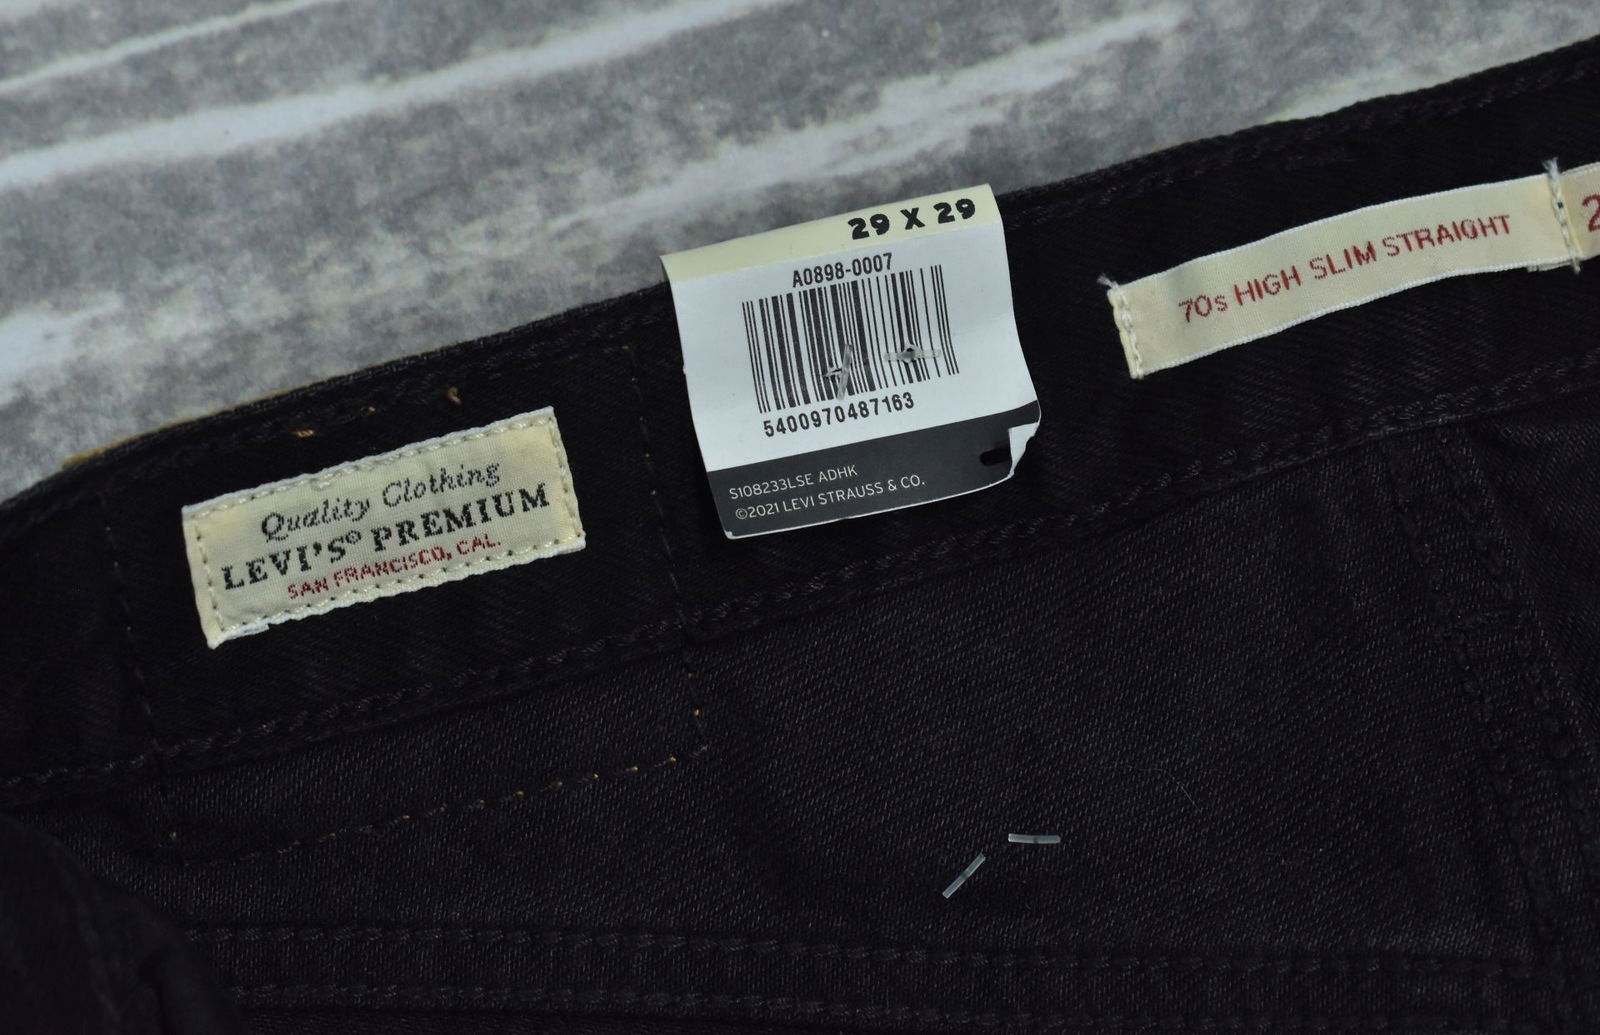 29 X 29
A0898-0007
5400970487163
S108233LSE ADHK
©2021 LEVI STRAUSS & CO.
70s HIGH SLIM STRAIGHT
2
Quality Clothing
LEVI'S® PREMIUM
SAN FRANCISCO, CAL.